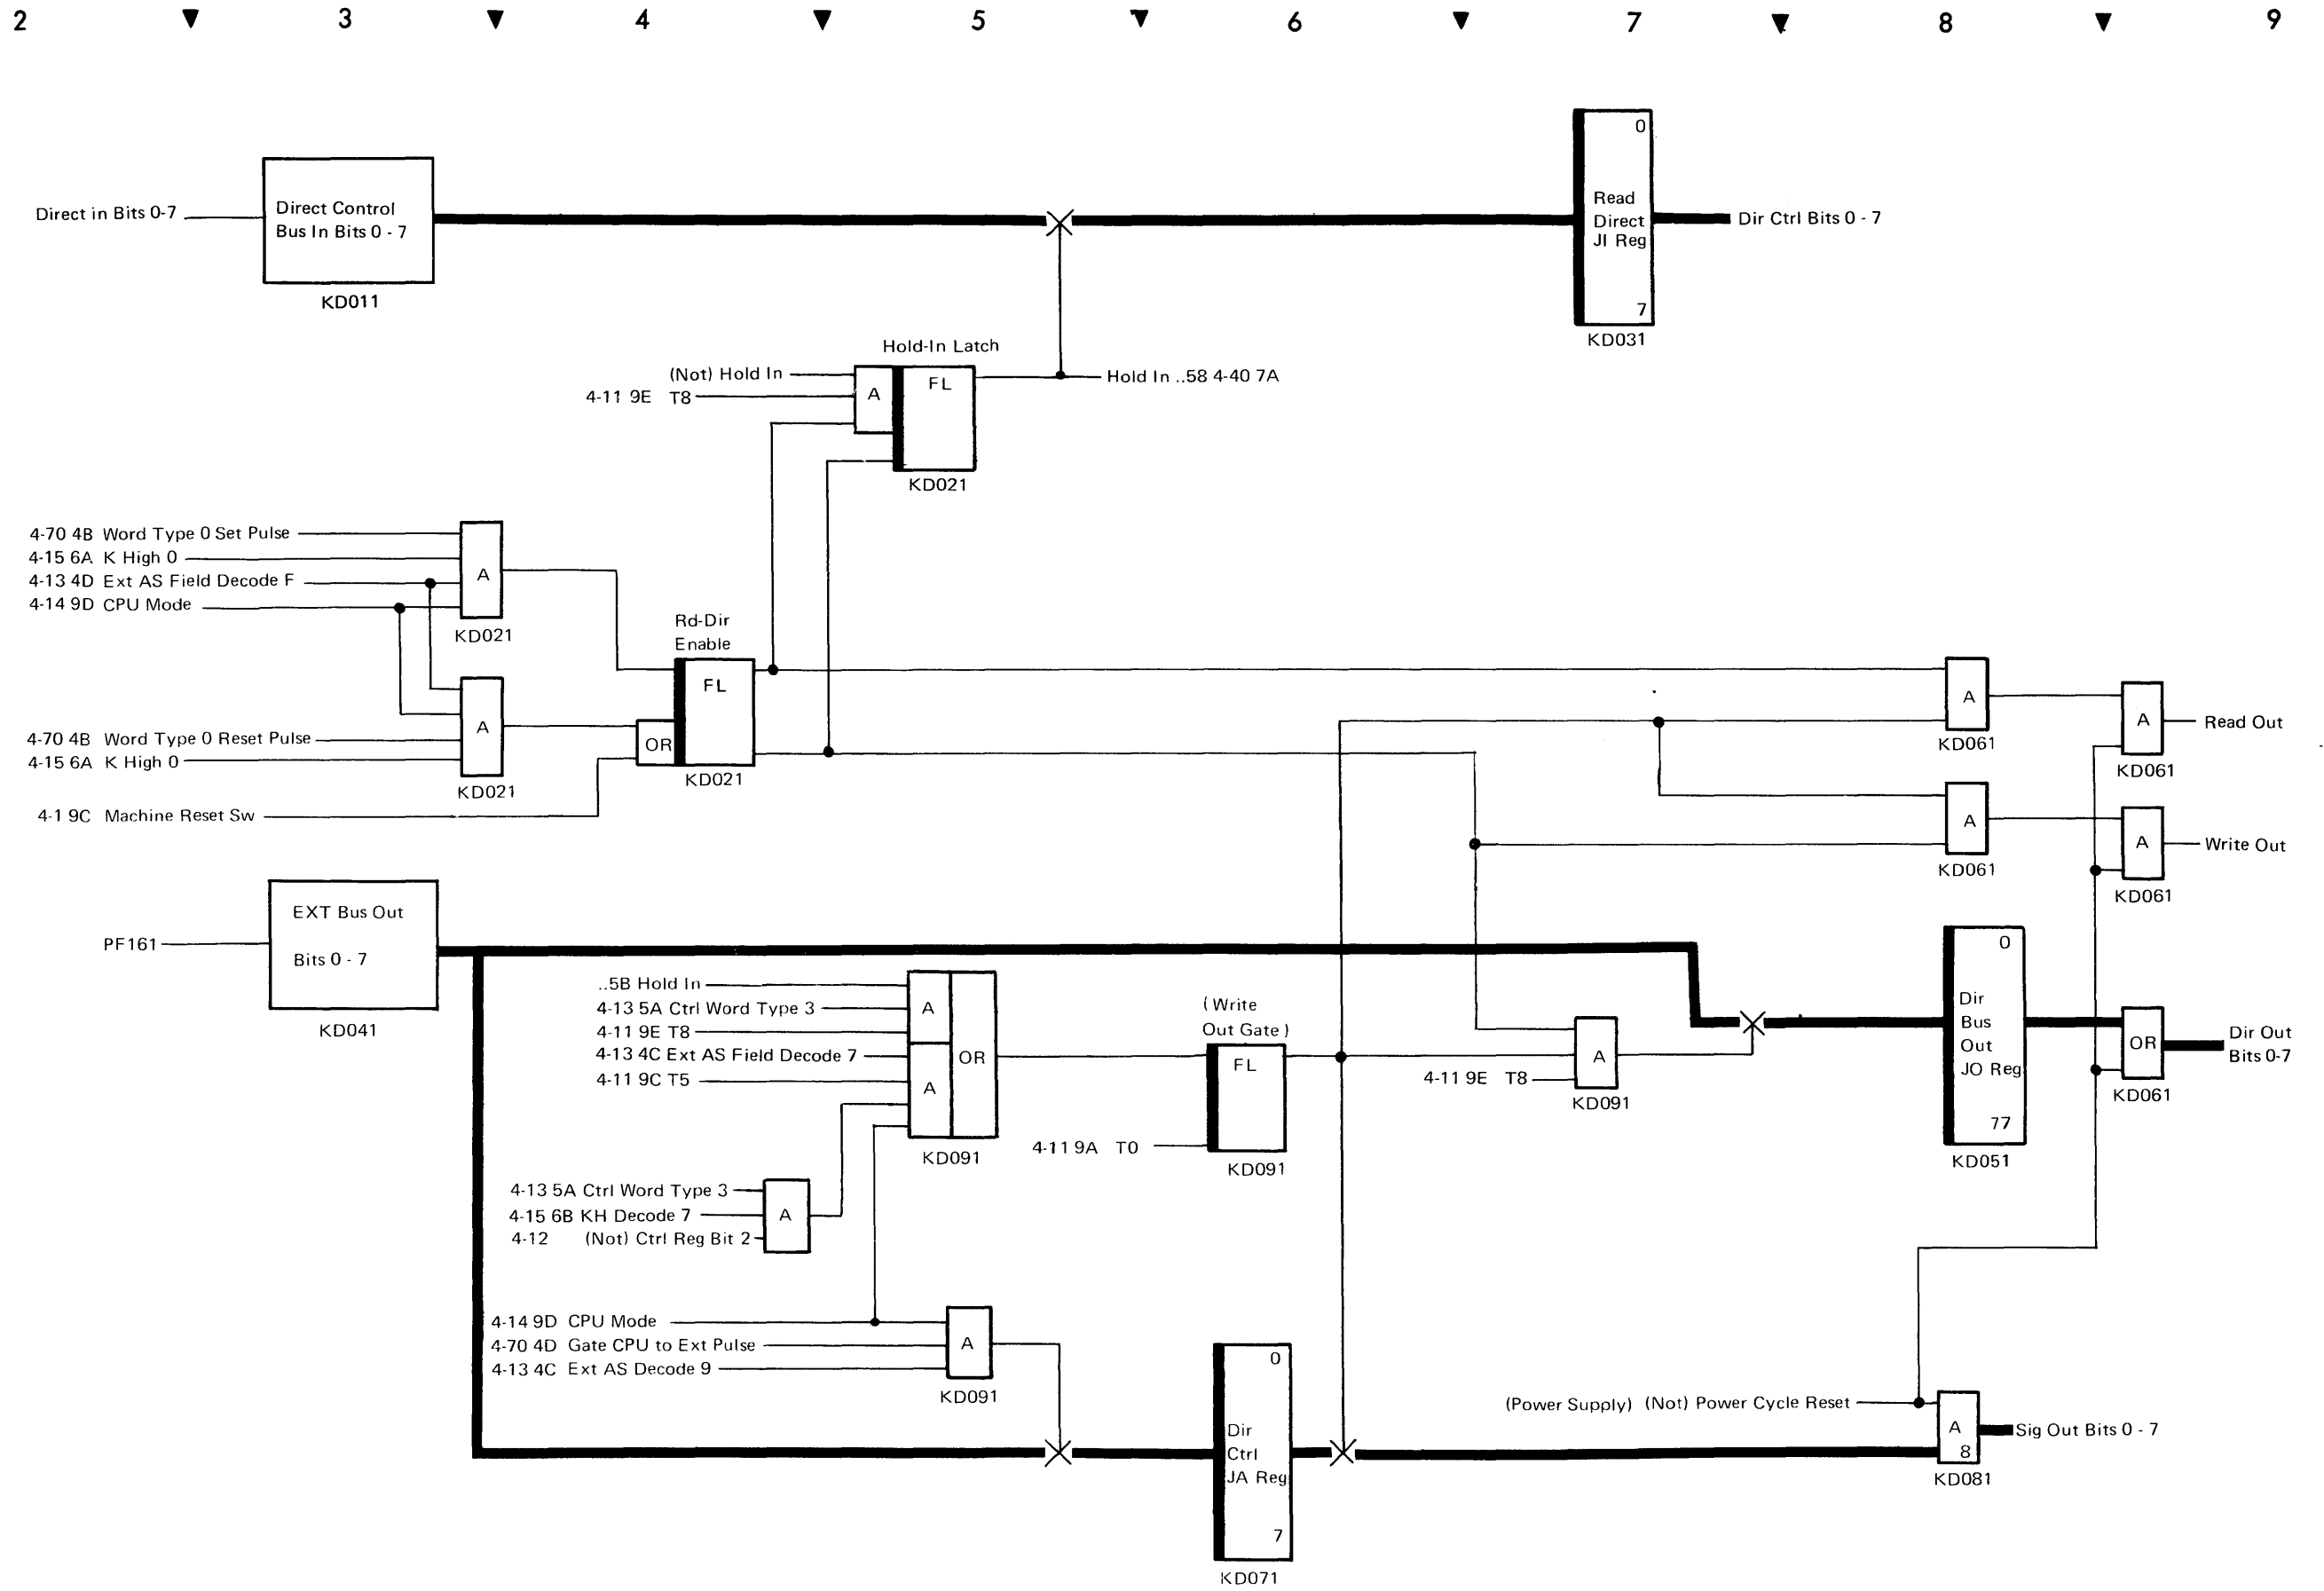 2 ▼ 3 ▼ 4 ▼ 5 ▼ 6 ▼ 7 ▼ 8 ▼ 9
Direct in Bits 0-7
Direct Control
Bus In Bits 0 - 7
KD011
0
Read
Direct
JI Reg
7
KD031
Dir Ctrl Bits 0 - 7
Hold-In Latch
(Not) Hold In
4-11 9E T8
A
FL
KD021
Hold In ..58 4-40 7A
4-70 4B Word Type 0 Set Pulse
4-15 6A K High 0
4-13 4D Ext AS Field Decode F
4-14 9D CPU Mode
A
KD021
4-70 4B Word Type 0 Reset Pulse
4-15 6A K High 0
A
KD021
4-1 9C Machine Reset Sw
Rd-Dir
Enable
FL
OR
KD021
A
KD061
A
KD061
Read Out
A
KD061
A
KD061
Write Out
PF161
EXT Bus Out
Bits 0 - 7
KD041
..5B Hold In
4-13 5A Ctrl Word Type 3
4-11 9E T8
4-13 4C Ext AS Field Decode 7
4-11 9C T5
A
A
OR
KD091
(Write
Out Gate)
FL
4-11 9A T0
KD091
4-11 9E T8
A
KD091
0
Dir
Bus
Out
JO Reg
77
KD051
OR
KD061
Dir Out
Bits 0-7
4-13 5A Ctrl Word Type 3
4-15 6B KH Decode 7
4-12 (Not) Ctrl Reg Bit 2
A
4-14 9D CPU Mode
4-70 4D Gate CPU to Ext Pulse
4-13 4C Ext AS Decode 9
A
KD091
0
Dir
Ctrl
JA Reg
7
KD071
(Power Supply) (Not) Power Cycle Reset
A
8
KD081
Sig Out Bits 0 - 7